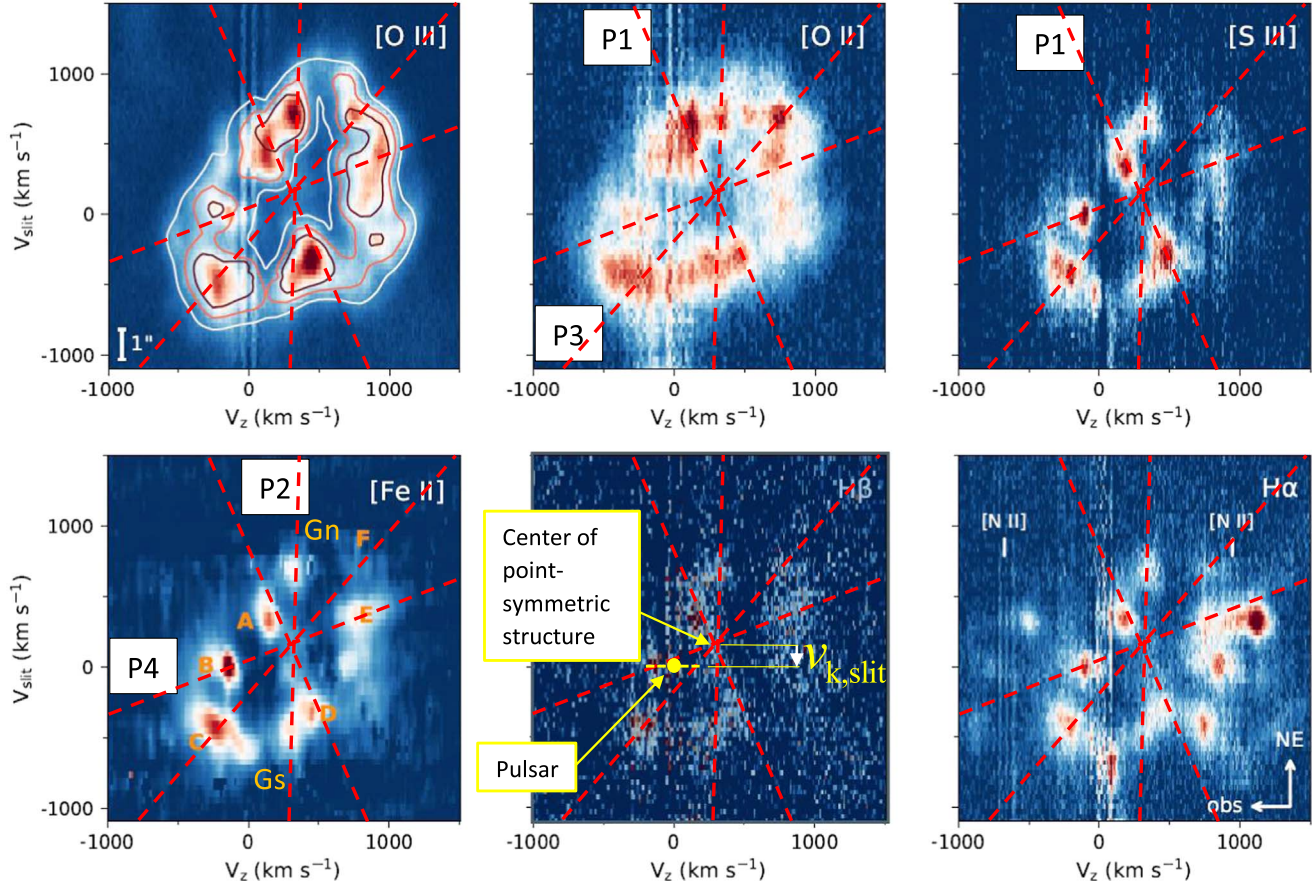 P1
P1
[O III]
[O II]
[S III]
1000
0
-1000
V_slit (km s⁻¹)
1"
P3
-1000 0 1000
-1000 0 1000
-1000 0 1000
V_z (km s⁻¹)
V_z (km s⁻¹)
V_z (km s⁻¹)
P2
[Fe II]
Hβ
Hα
Gn
F
A
E
B
P4
D
C
Gs
Center of
point-
symmetric
structure
v_k,slit
Pulsar
[N II]
[N II]
NE
obs
1000
0
-1000
V_slit (km s⁻¹)
-1000 0 1000
-1000 0 1000
-1000 0 1000
V_z (km s⁻¹)
V_z (km s⁻¹)
V_z (km s⁻¹)